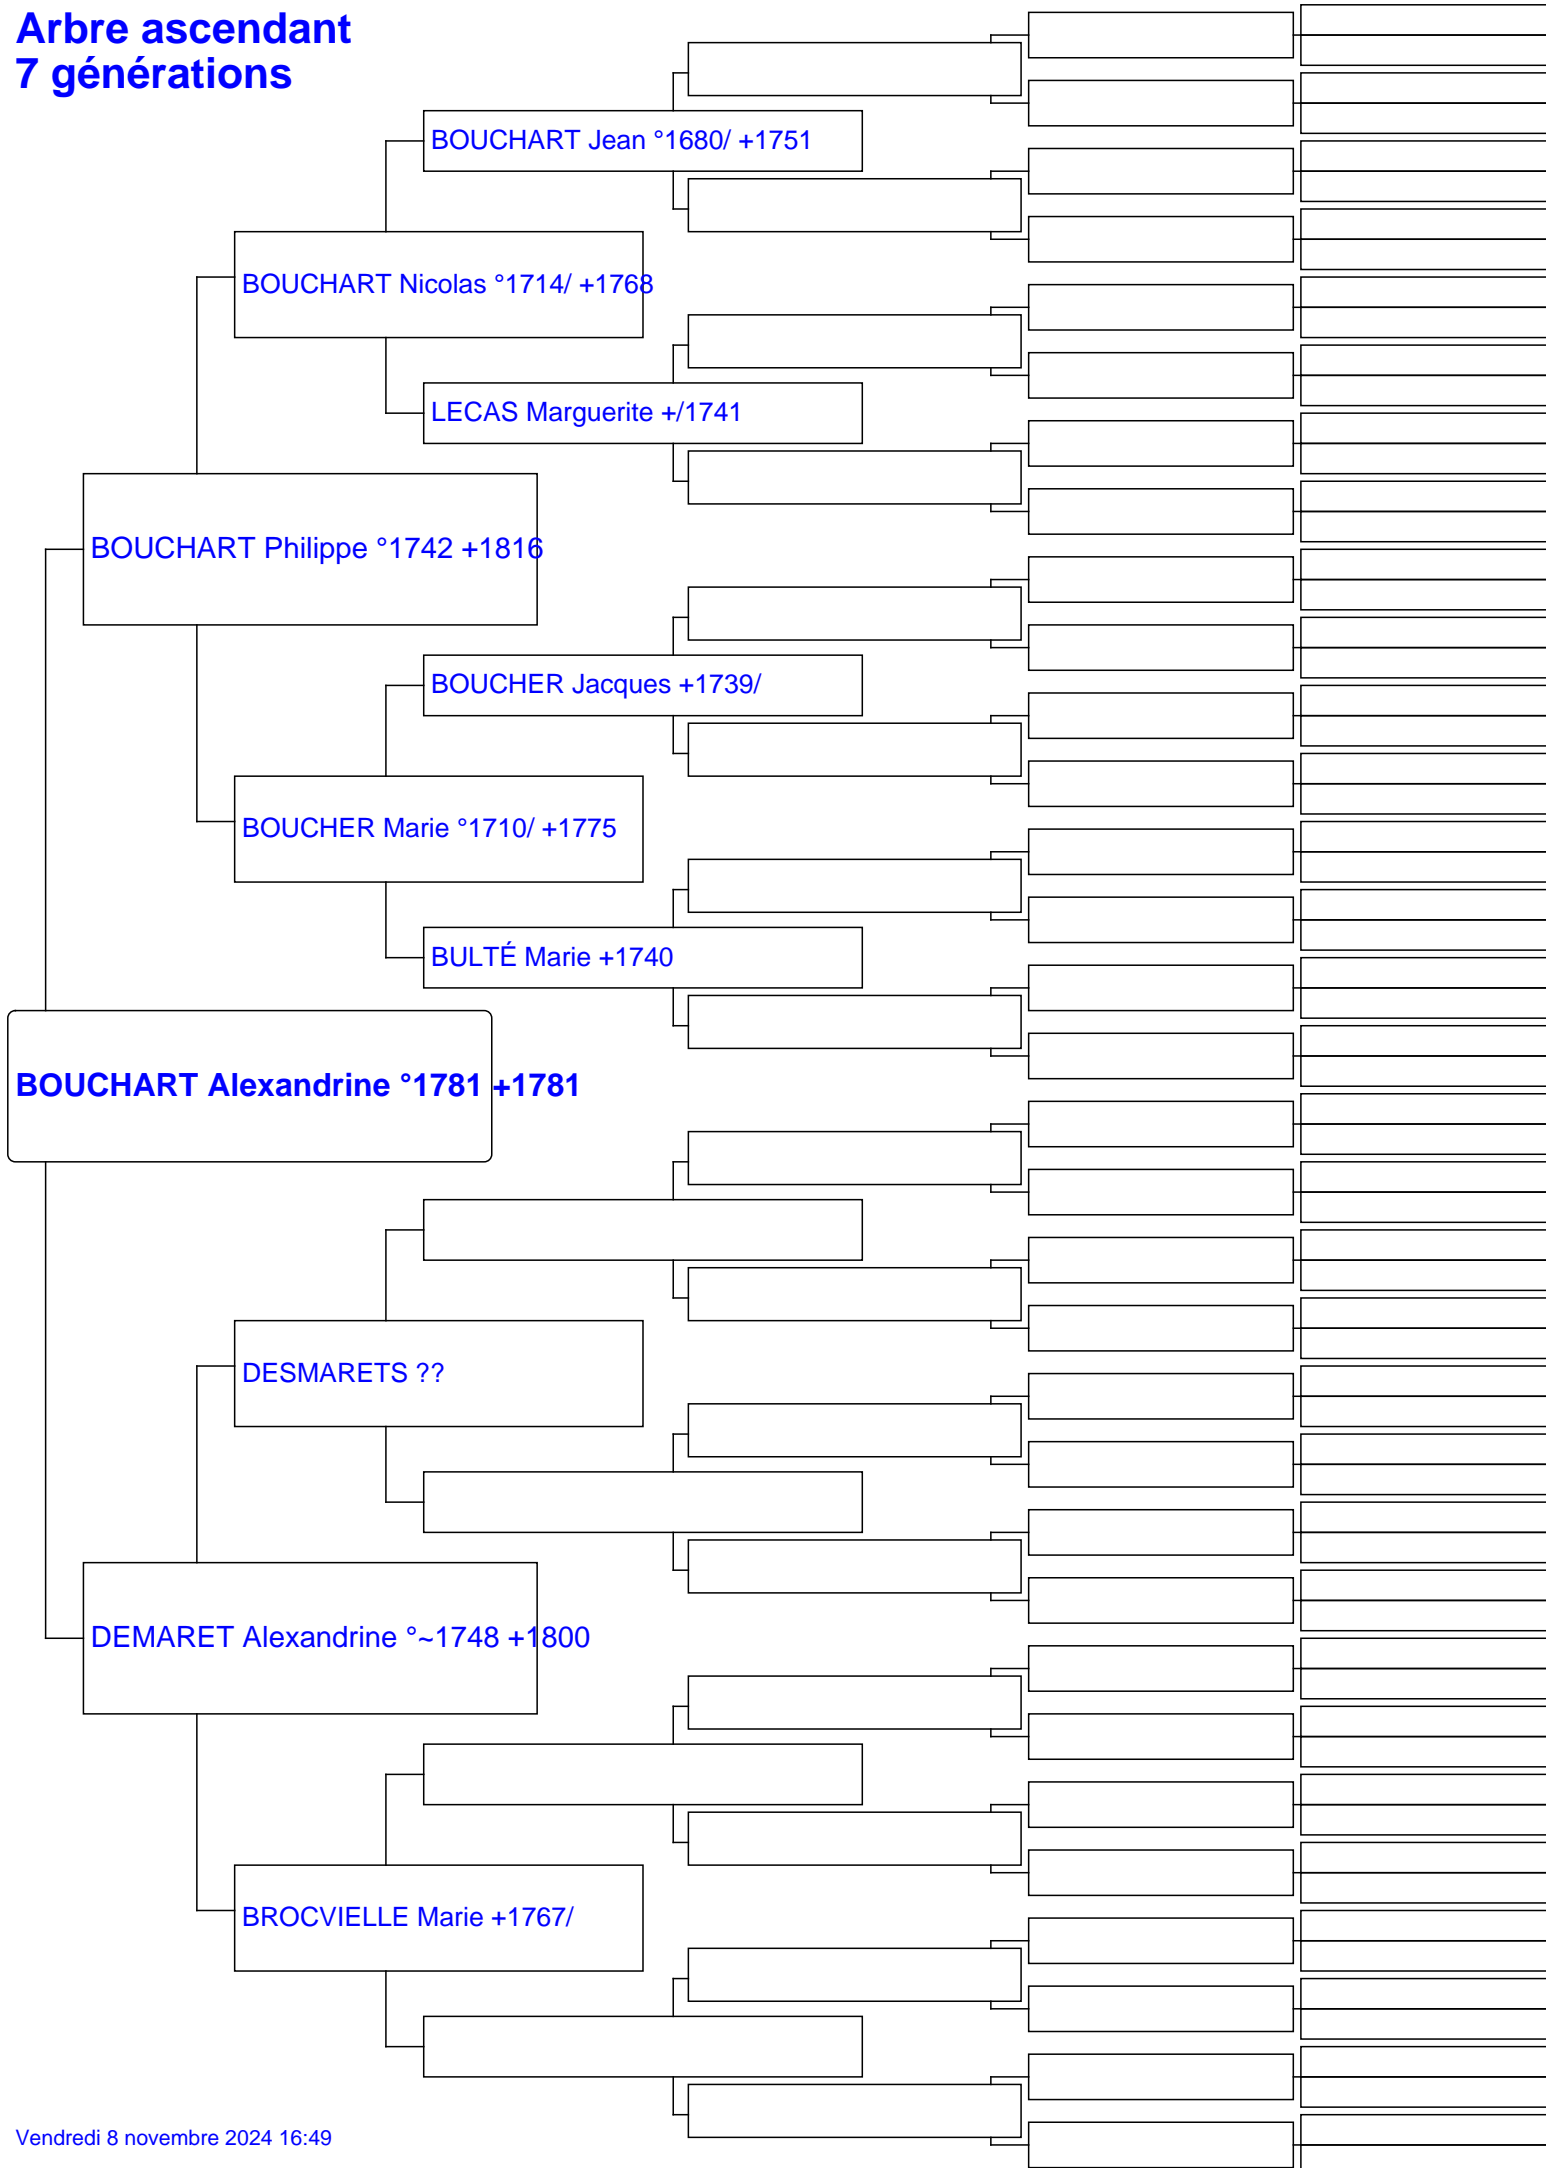 Arbre ascendant
7 générations
BOUCHART Jean °1680/ +1751
BOUCHART Nicolas °1714/ +1768
LECAS Marguerite +/1741
BOUCHART Philippe °1742 +1816
BOUCHER Jacques +1739/
BOUCHER Marie °1710/ +1775
BULTÉ Marie +1740
BOUCHART Alexandrine °1781 +1781
DESMARETS ??
DEMARET Alexandrine °~1748 +1800
BROCVIELLE Marie +1767/
Vendredi 8 novembre 2024 16:49